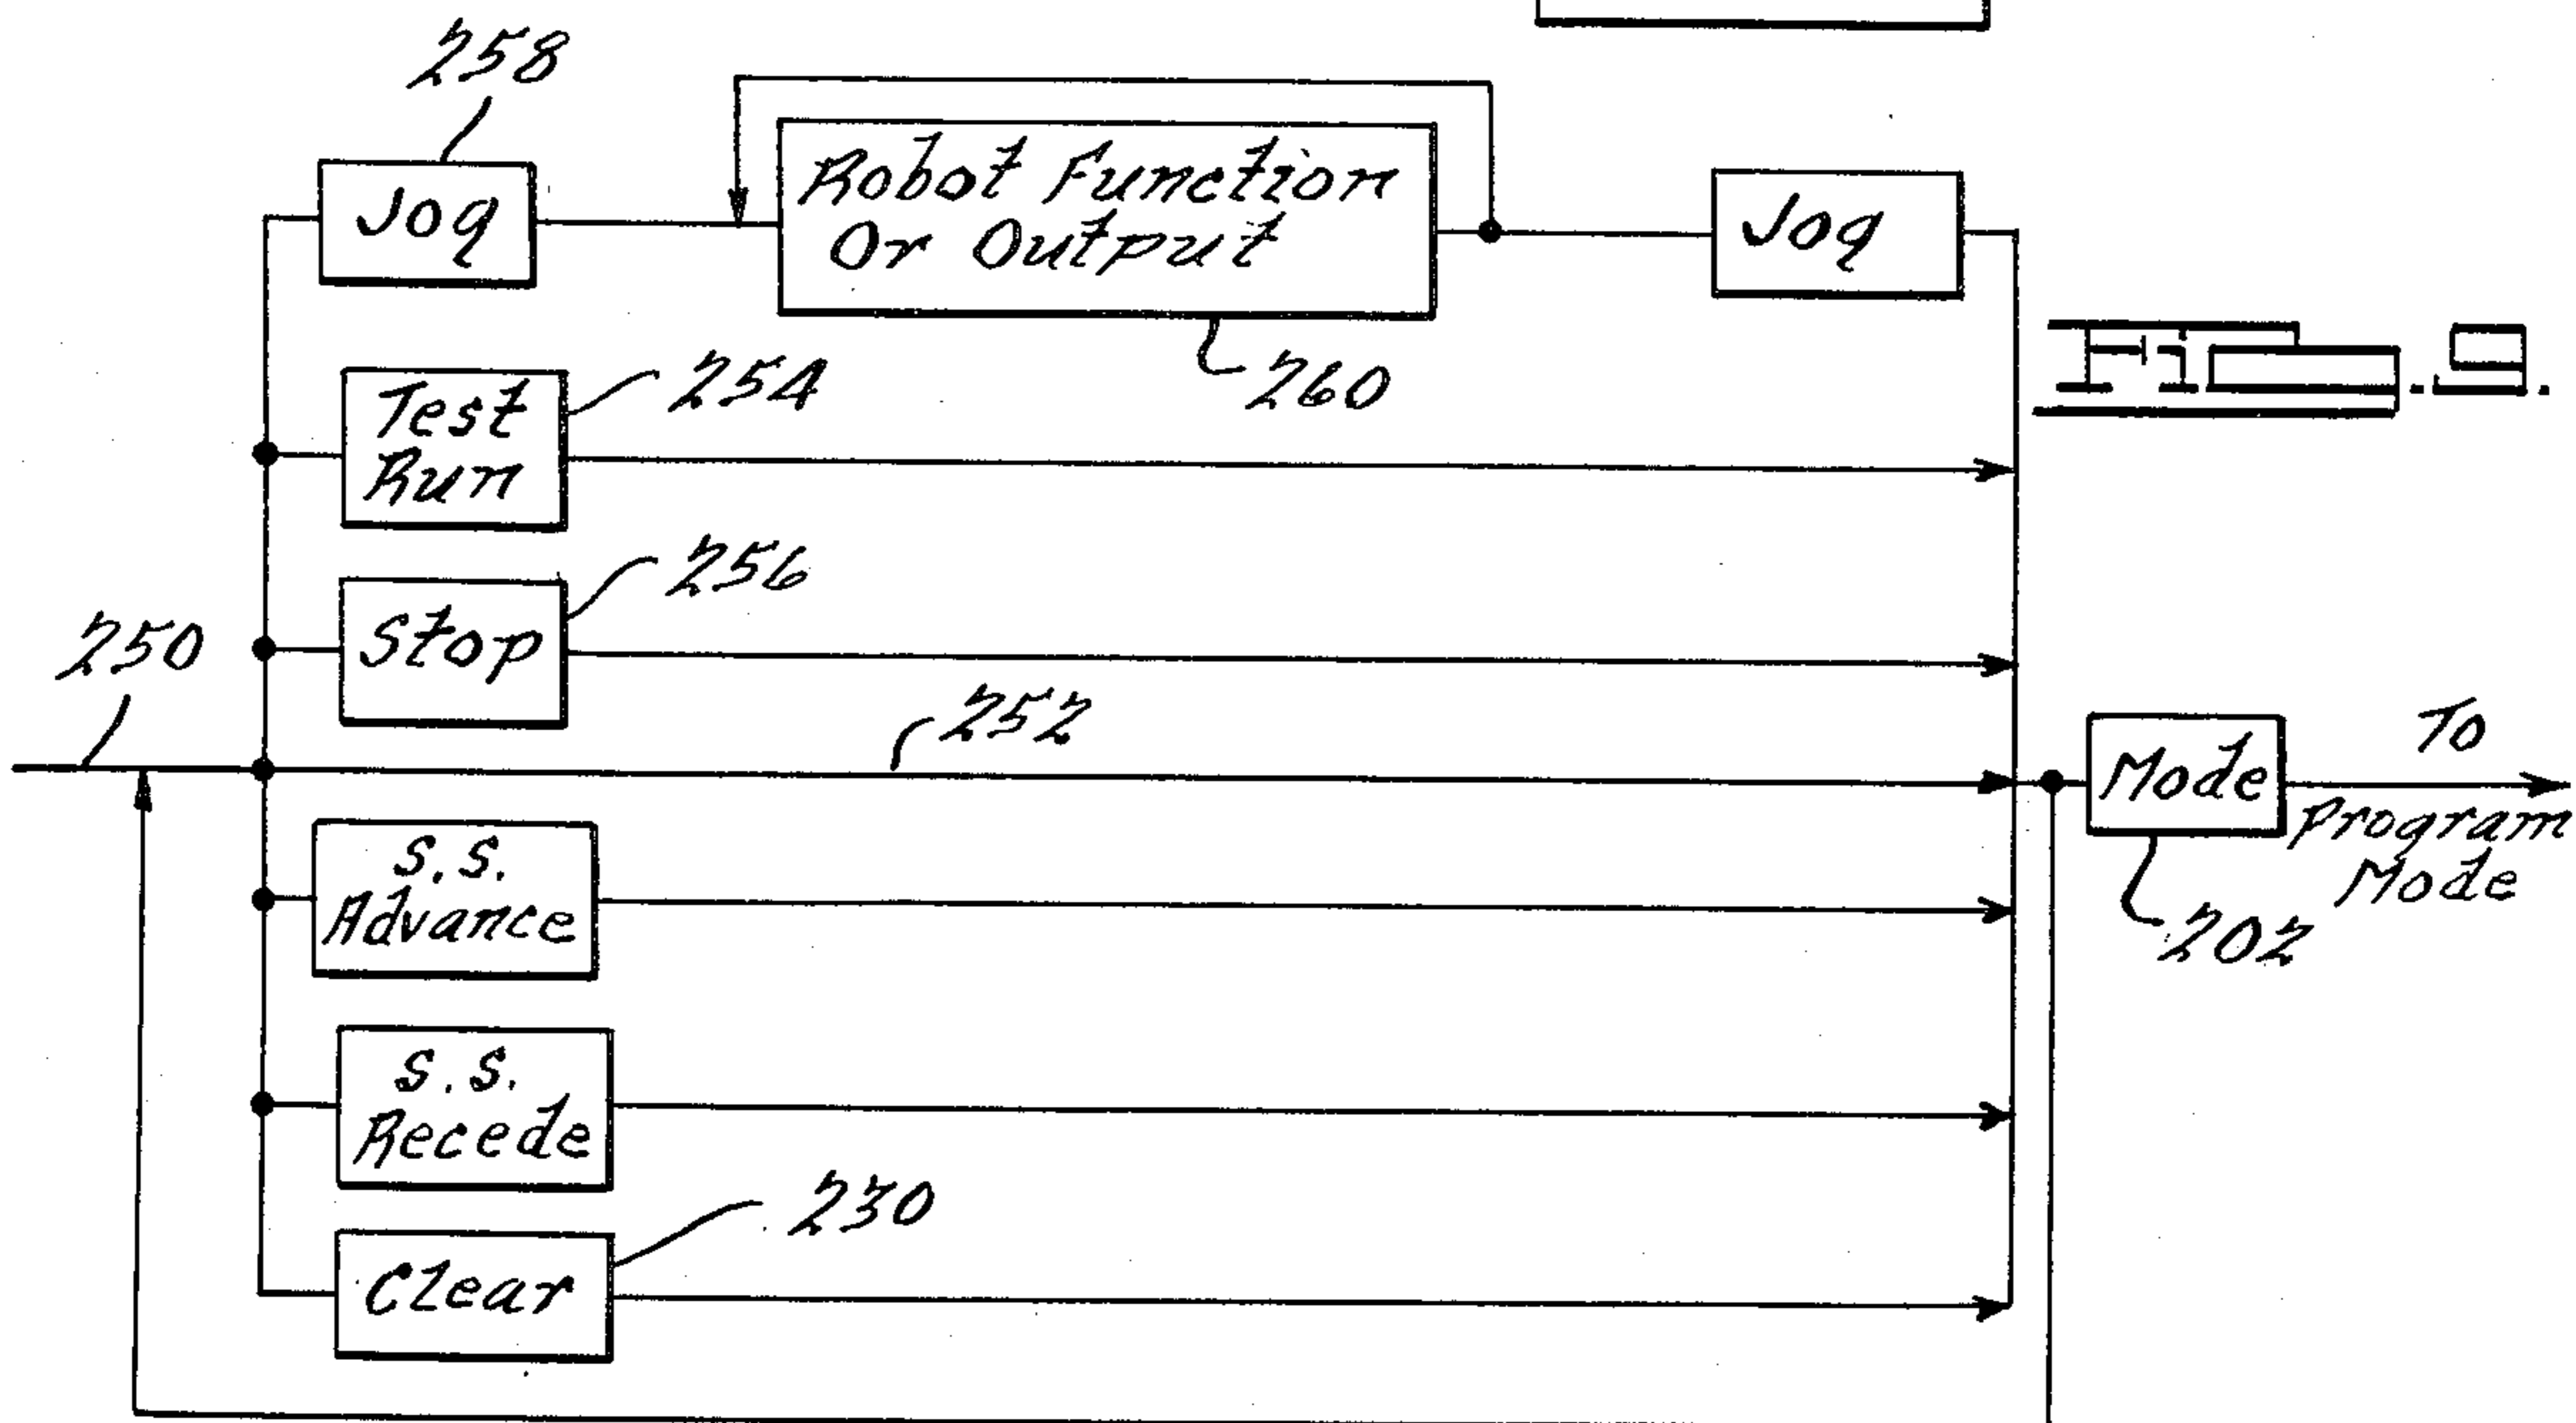 258
Jog
Robot Function
Or Output
Jog
260
Test
Run
254
Fig. 9.
Stop
256
250
252
Mode
To
Program
Mode
202
S.S.
Advance
S.S.
Recede
Clear
230